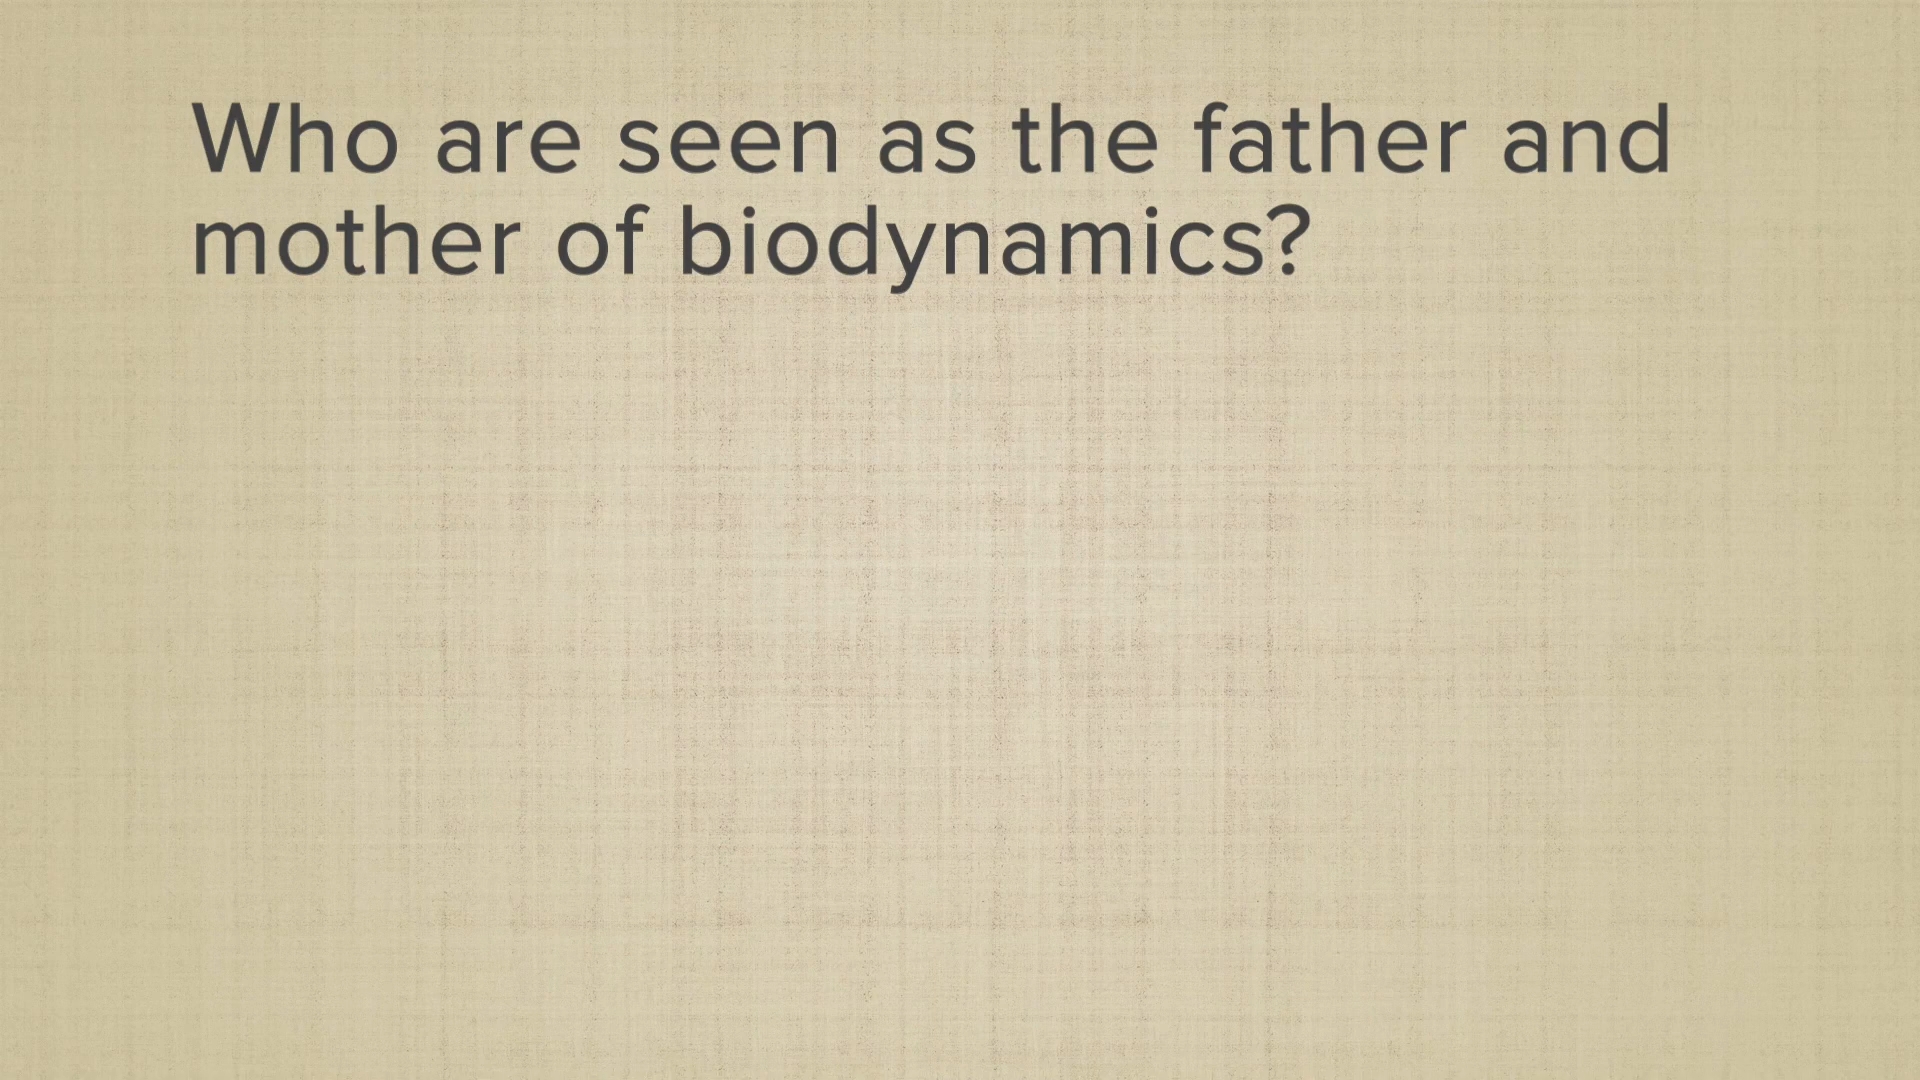 Who are seen as the father and
mother of biodynamics?